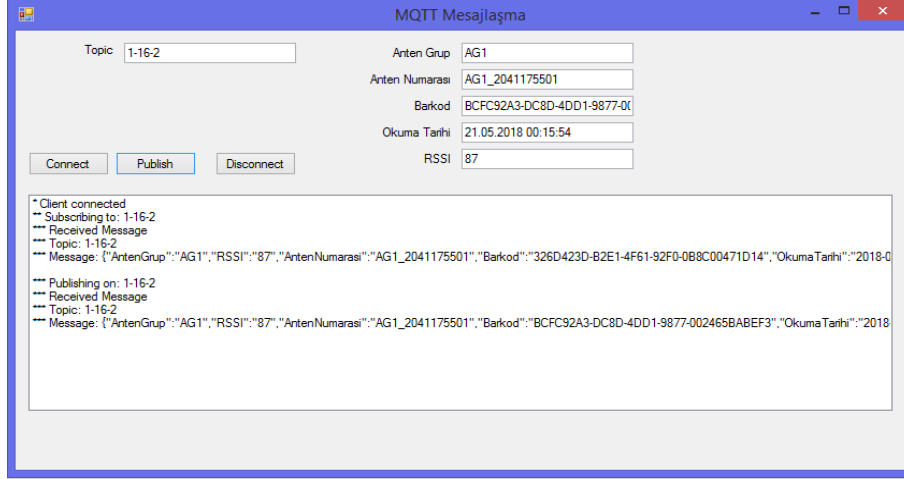 MQTT Mesajlaşma
Topic 1-16-2
Anten Grup AG1
Anten Numarası AG1_2041175501
Barkod BCFC92A3-DC8D-4DD1-9877-00
Okuma Tarihi 21.05.2018 00:15:54
RSSI 87
Connect Publish Disconnect
* Client connected
** Subscribing to: 1-16-2
*** Received Message
*** Topic: 1-16-2
*** Message: {"AntenGrup":"AG1","RSSI":"87","AntenNumarasi":"AG1_2041175501","Barkod":"326D423D-B2E1-4F61-92F0-0B8C00471D14","OkumaTarihi":"2018-0
*** Publishing on: 1-16-2
*** Received Message
*** Topic: 1-16-2
*** Message: {"AntenGrup":"AG1","RSSI":"87","AntenNumarasi":"AG1_2041175501","Barkod":"BCFC92A3-DC8D-4DD1-9877-002465BABEF3","OkumaTarihi":"2018-